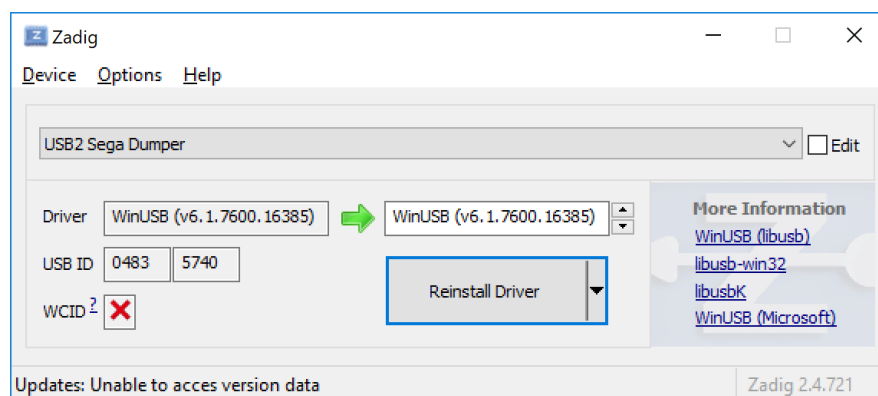 Zadig
Device Options Help
USB2 Sega Dumper Edit
Driver WinUSB (v6.1.7600.16385) WinUSB (v6.1.7600.16385)
USB ID 0483 5740
WCID ?
Reinstall Driver
More Information
WinUSB (libusb)
libusb-win32
libusbK
WinUSB (Microsoft)
Updates: Unable to acces version data Zadig 2.4.721